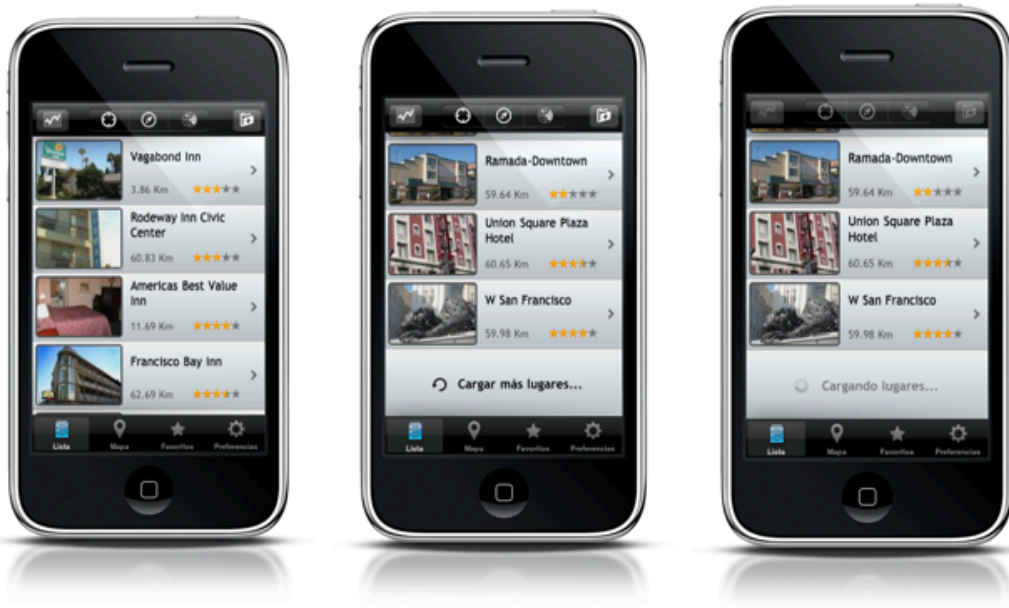 Vagabond Inn
3.86 Km
Rodeway Inn Civic
Center
60.83 Km
Americas Best Value
Inn
11.69 Km
Francisco Bay Inn
62.69 Km
Lista Mapa Favoritos Preferencias
Ramada-Downtown
59.64 Km
Union Square Plaza
Hotel
60.65 Km
W San Francisco
59.98 Km
Cargar más lugares...
Lista Mapa Favoritos Preferencias
Ramada-Downtown
59.64 Km
Union Square Plaza
Hotel
60.65 Km
W San Francisco
59.98 Km
Cargando lugares...
Lista Mapa Favoritos Preferencias